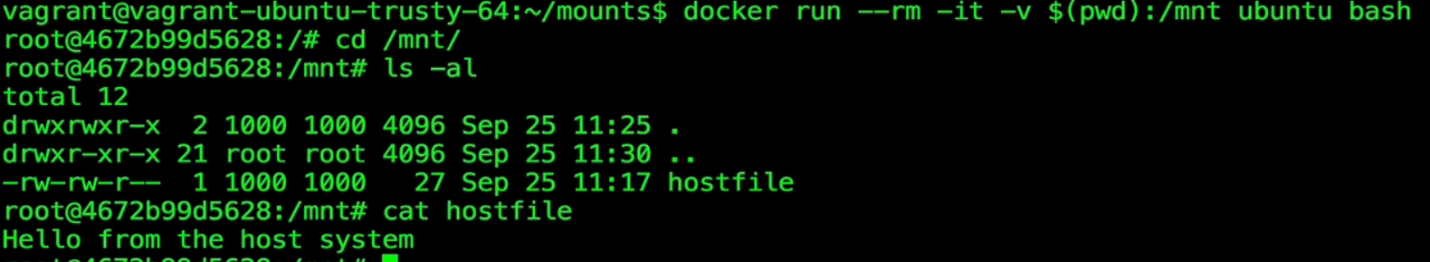 vagrant@vagrant-ubuntu-trusty-64:~/mounts$ docker run --rm -it -v $(pwd):/mnt ubuntu bash
root@4672b99d5628:/# cd /mnt/
root@4672b99d5628:/mnt# ls -al
total 12
drwxrwxr-x  2 1000 1000 4096 Sep 25 11:25 .
drwxr-xr-x 21 root root 4096 Sep 25 11:30 ..
-rw-rw-r--  1 1000 1000   27 Sep 25 11:17 hostfile
root@4672b99d5628:/mnt# cat hostfile
Hello from the host system
root@4672b99d5628:/mnt#